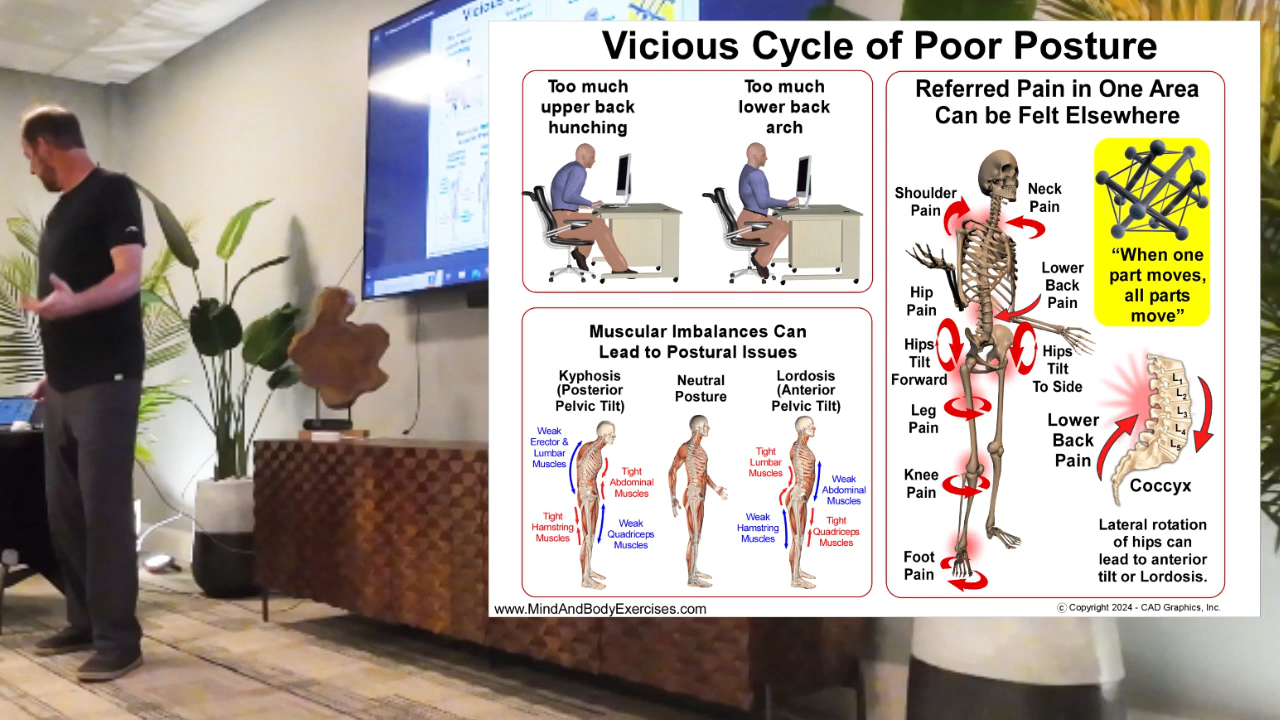 Vicious Cycle of Poor Posture
Too much
upper back
hunching
Too much
lower back
arch
Muscular Imbalances Can
Lead to Postural Issues
Kyphosis
(Posterior
Pelvic Tilt)
Neutral
Posture
Lordosis
(Anterior
Pelvic Tilt)
Weak
Erector &
Lumbar
Muscles
Tight
Abdominal
Muscles
Tight
Hamstring
Muscles
Weak
Quadriceps
Muscles
Tight
Lumbar
Muscles
Weak
Abdominal
Muscles
Weak
Hamstring
Muscles
Tight
Quadriceps
Muscles
Referred Pain in One Area
Can be Felt Elsewhere
Shoulder
Pain
Neck
Pain
Lower
Back
Pain
Hip
Pain
Hips
Tilt
Forward
Hips
Tilt
To Side
Leg
Pain
Knee
Pain
Foot
Pain
“When one
part moves,
all parts
move”
L1
L2
L3
L4
L5
Lower
Back
Pain
Coccyx
Lateral rotation
of hips can
lead to anterior
tilt or Lordosis.
www.MindAndBodyExercises.com
© Copyright 2024 - CAD Graphics, Inc.